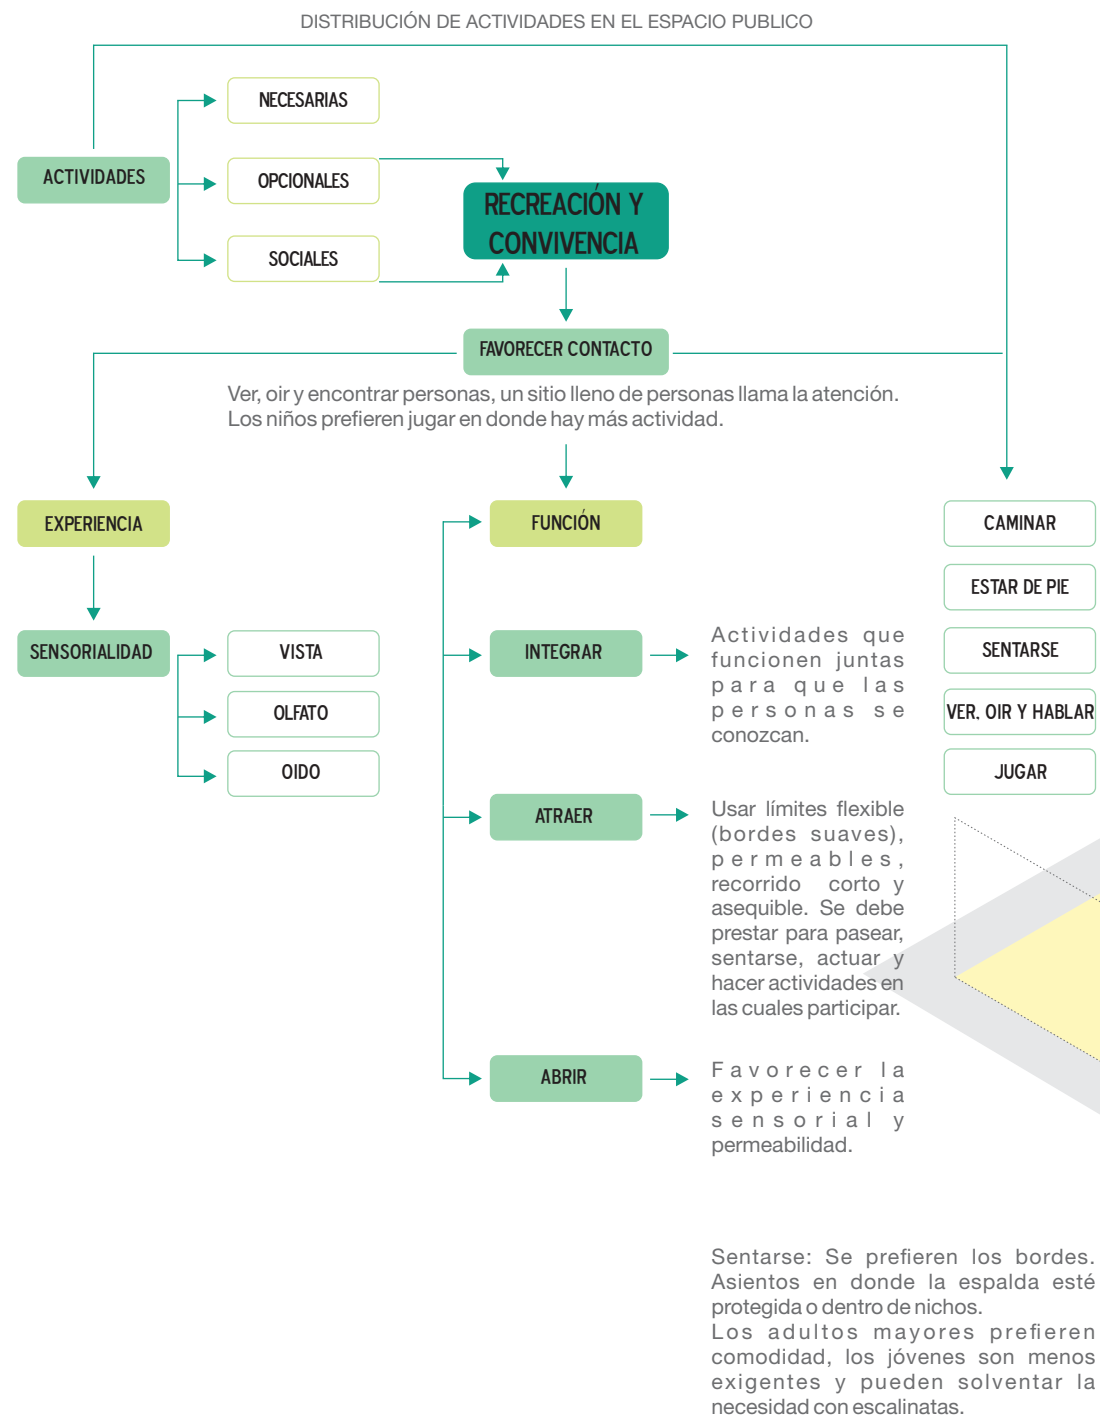 DISTRIBUCIÓN DE ACTIVIDADES EN EL ESPACIO PUBLICO
NECESARIAS
ACTIVIDADES
OPCIONALES
SOCIALES
RECREACIÓN Y
CONVIVENCIA
FAVORECER CONTACTO
Ver, oir y encontrar personas, un sitio lleno de personas llama la atención.
Los niños prefieren jugar en donde hay más actividad.
EXPERIENCIA
SENSORIALIDAD
VISTA
OLFATO
OIDO
FUNCIÓN
INTEGRAR
Actividades que
funcionen juntas
para que las
personas se
conozcan.
ATRAER
Usar límites flexible
(bordes suaves),
permeables,
recorrido corto y
asequible. Se debe
prestar para pasear,
sentarse, actuar y
hacer actividades en
las cuales participar.
ABRIR
Favorecer la
experiencia
sensorial y
permeabilidad.
CAMINAR
ESTAR DE PIE
SENTARSE
VER, OIR Y HABLAR
JUGAR
Sentarse: Se prefieren los bordes.
Asientos en donde la espalda esté
protegida o dentro de nichos.
Los adultos mayores prefieren
comodidad, los jóvenes son menos
exigentes y pueden solventar la
necesidad con escalinatas.